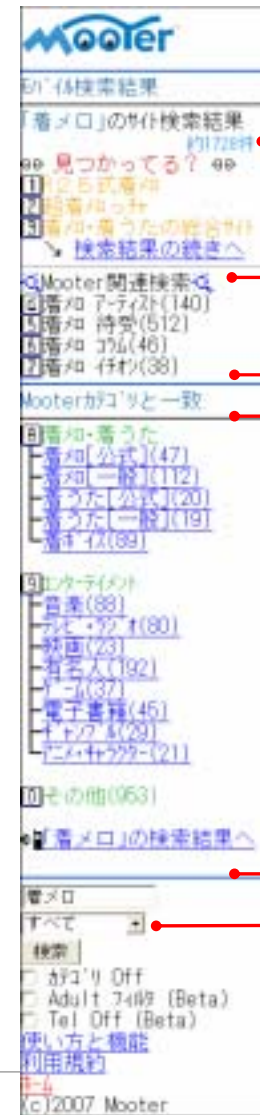 Mooter
ﾓﾊﾞｲﾙ検索結果
「着メロ」のｻｲﾄ検索結果
約1728件
見つかってる?
1
2
3 着ﾒﾛ・着うたの総合ｻｲﾄ
検索結果の続きへ
Mooter関連検索
4 着ﾒﾛ ｱｰﾃｨｽﾄ(140)
5 着ﾒﾛ 待受(512)
6 着ﾒﾛ ｺﾗﾑ(46)
7 着ﾒﾛ ｲﾁｵｼ(38)
Mooterｶﾃｺﾞﾘと一致
8 着ﾒﾛ・着うた
着ﾒﾛ[公式](47)
着ﾒﾛ[一般](112)
着うた[公式](20)
着うた[一般](19)
着ﾎﾞｲｽ(89)
9 ｴﾝﾀｰﾃｲﾒﾝﾄ
音楽(88)
ﾃﾚﾋﾞ・ﾗｼﾞｵ(80)
映画(23)
有名人(192)
ｹﾞｰﾑ(37)
電子書籍(45)
ｷﾞｬﾝﾌﾞﾙ(29)
ｱﾆﾒ・ｷｬﾗｸﾀｰ(21)
10 その他(953)
「着メロ」の検索結果へ
着メロ
すべて
検索
ｶﾃｺﾞﾘ Off
Adult ﾌｨﾙﾀ (Beta)
Tel Off (Beta)
使い方と機能
利用規約
ﾎｰﾑ
(c)2007 Mooter